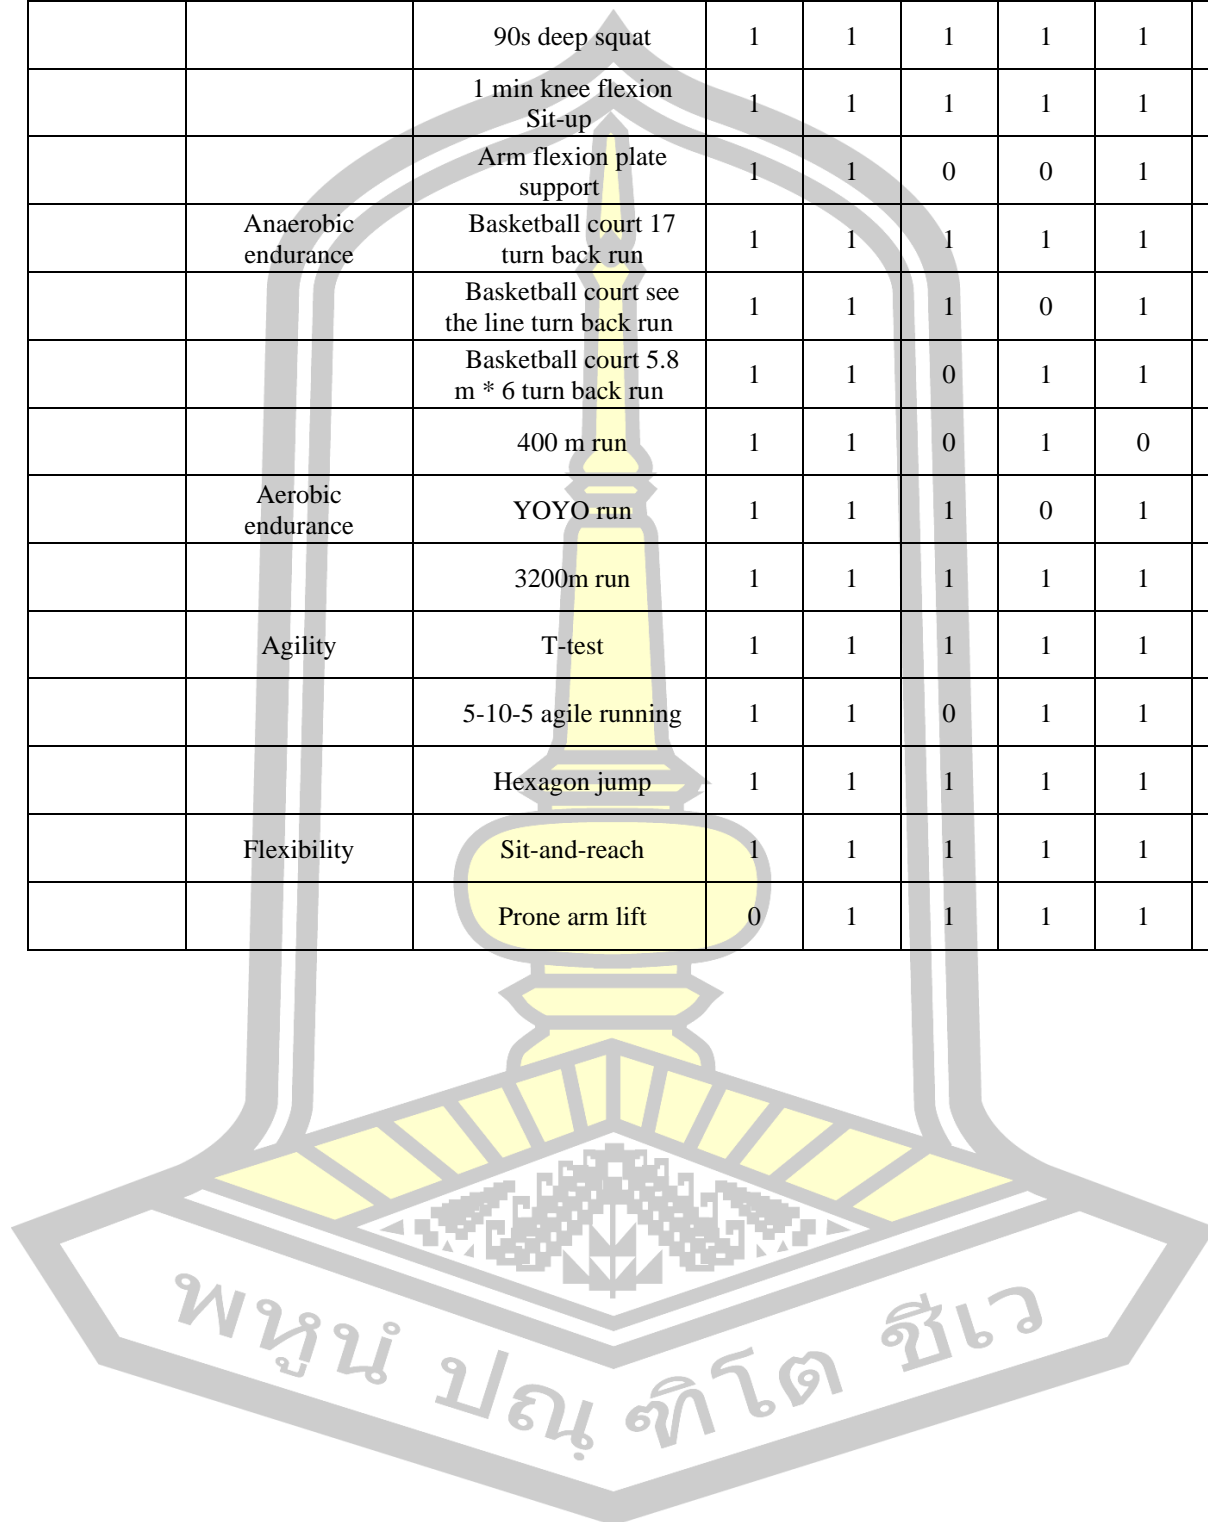 90s deep squat 1 1 1 1 1
1 min knee flexion
Sit-up 1 1 1 1 1
Arm flexion plate
support 1 1 0 0 1
Anaerobic
endurance
Basketball court 17
turn back run 1 1 1 1 1
Basketball court see
the line turn back run 1 1 1 0 1
Basketball court 5.8
m * 6 turn back run 1 1 0 1 1
400 m run 1 1 0 1 0
Aerobic
endurance
YOYO run 1 1 1 0 1
3200m run 1 1 1 1 1
Agility T-test 1 1 1 1 1
5-10-5 agile running 1 1 0 1 1
Hexagon jump 1 1 1 1 1
Flexibility Sit-and-reach 1 1 1 1 1
Prone arm lift 0 1 1 1 1
พหูนํ ปณฺฑิโต ชีเว